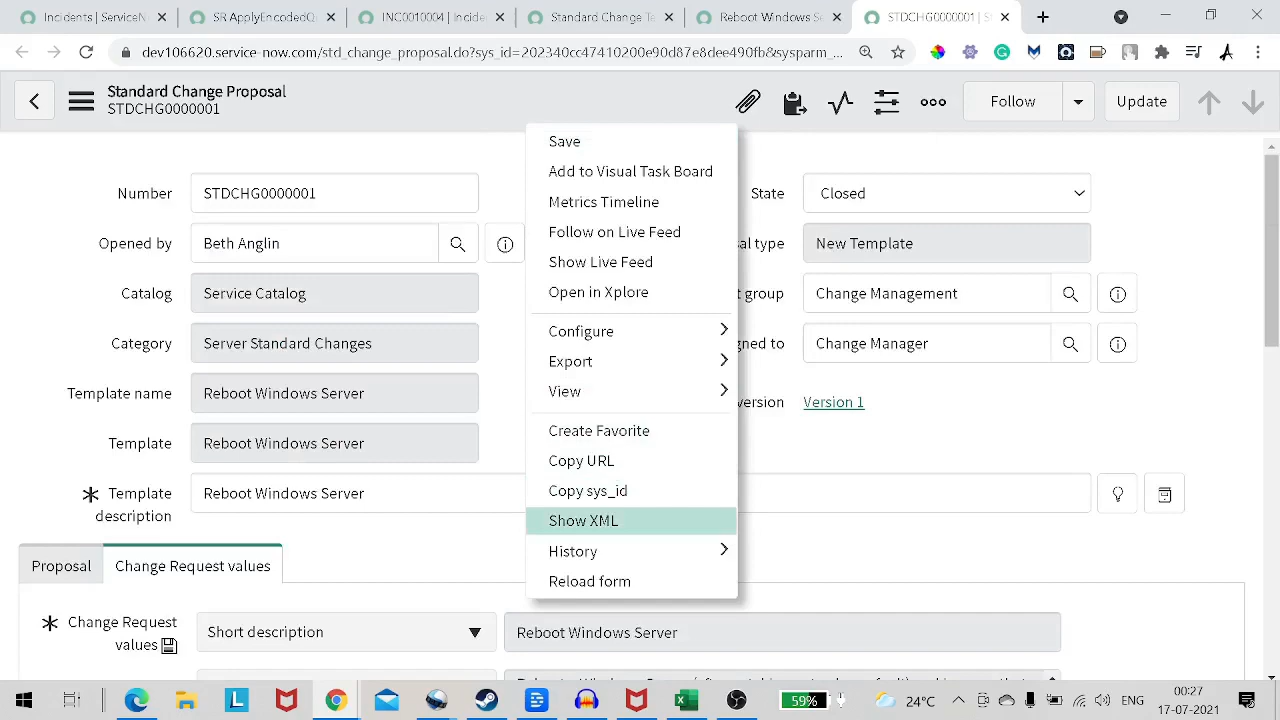 Incidents | ServiceN
SR ApplyEncodedQu
INC0010004 | Inciden
Standard Change Te
Reboot Windows Se
STDCHG0000001 | S
dev106620.service-now.com/std_change_proposal.do?sys_id=202340cc47410200e90d87e8dee490fb&sysparm_...
Standard Change Proposal
STDCHG0000001
Follow
Update
Save
Add to Visual Task Board
Metrics Timeline
Follow on Live Feed
Show Live Feed
Open in Xplore
Configure
Export
View
Create Favorite
Copy URL
Copy sys_id
Show XML
History
Reload form
Number
STDCHG0000001
State
Closed
Opened by
Beth Anglin
al type
New Template
Catalog
Service Catalog
t group
Change Management
Category
Server Standard Changes
gned to
Change Manager
Template name
Reboot Windows Server
version
Version 1
Template
Reboot Windows Server
Template
description
Reboot Windows Server
Proposal
Change Request values
Change Request
values
Short description
Reboot Windows Server
59%
24°C
ENG
00:27
17-07-2021